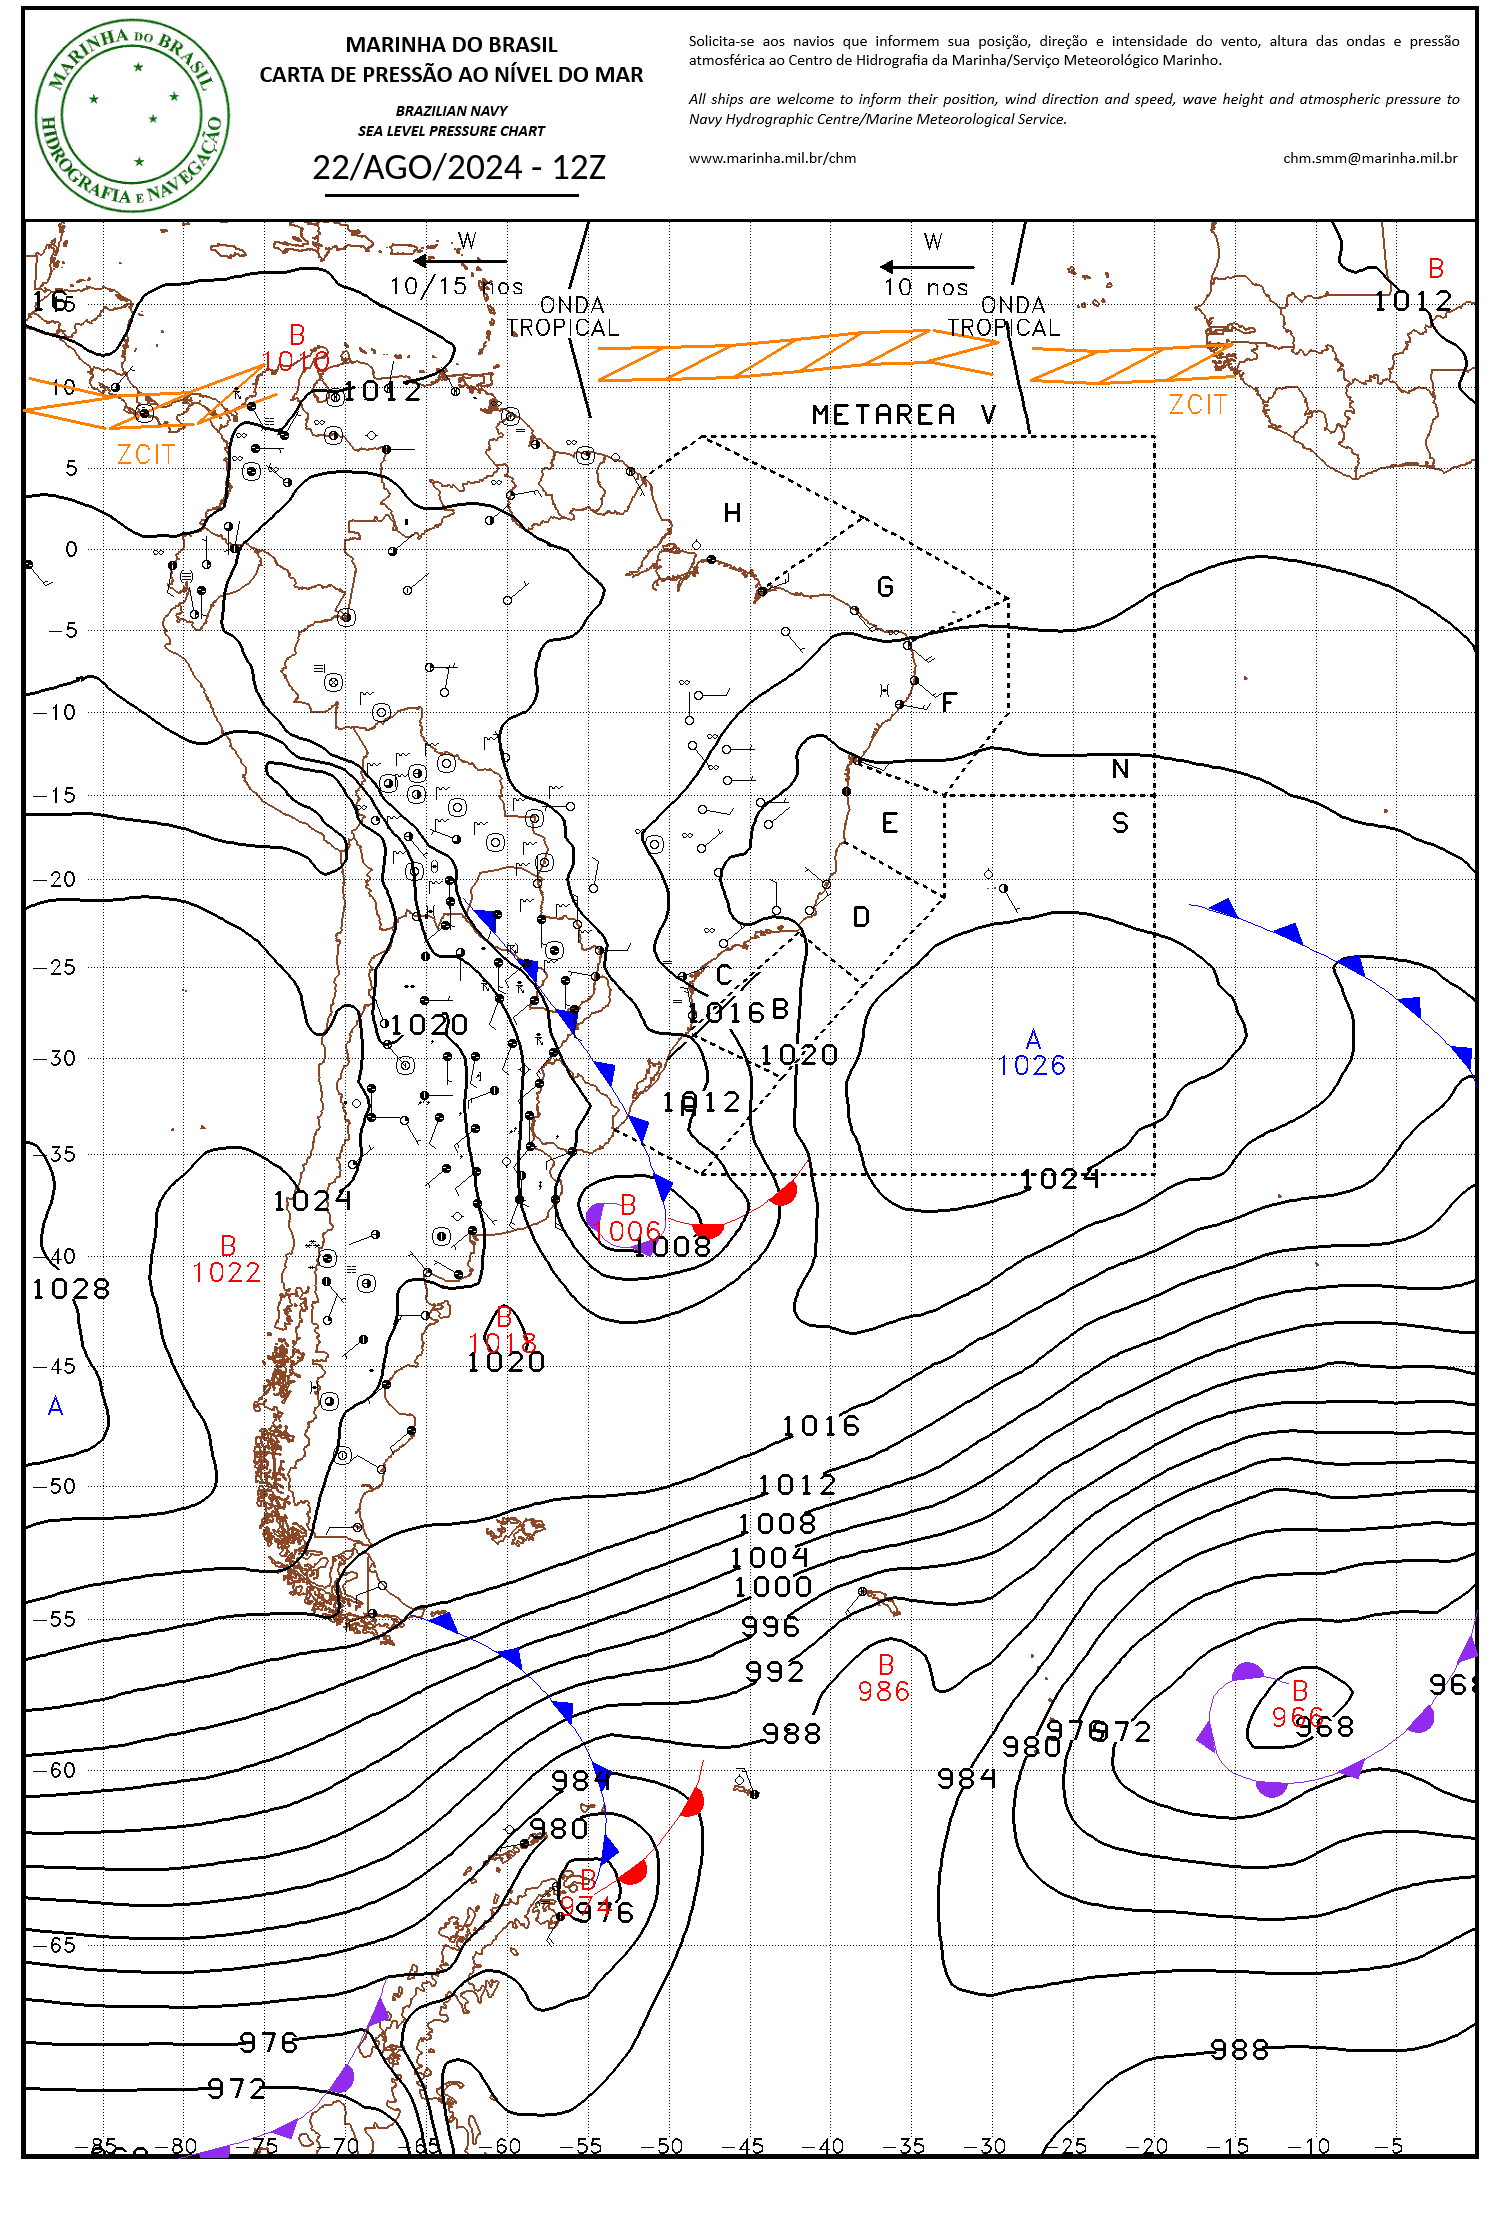 MARINHA DO BRASIL
HIDROGRAFIA E NAVEGAÇÃO
MARINHA DO BRASIL
CARTA DE PRESSÃO AO NÍVEL DO MAR
BRAZILIAN NAVY
SEA LEVEL PRESSURE CHART
22/AGO/2024 - 12Z
Solicita-se aos navios que informem sua posição, direção e intensidade do vento, altura das ondas e pressão
atmosférica ao Centro de Hidrografia da Marinha/Serviço Meteorológico Marinho.
All ships are welcome to inform their position, wind direction and speed, wave height and atmospheric pressure to
Navy Hydrographic Centre/Marine Meteorological Service.
www.marinha.mil.br/chm
chm.smm@marinha.mil.br
W
10/15 nos
W
10 nos
B
1012
16
15
ONDA
TROPICAL
ONDA
TROPICAL
B
1010
10
1012
ZCIT
METAREA V
ZCIT
5
H
0
G
-5
F
-10
N
-15
E
S
-20
D
-25
C
1016
B
1020
1020
A
1026
-30
1012
A
-35
1024
1024
B
1006
1008
B
1022
-40
1028
B
1018
1020
-45
A
1016
-50
1012
1008
1004
1000
-55
996
992
B
986
988
B
966
968
968
976
972
980
984
-60
984
980
B
974
976
-65
976
988
972
-85
-80
-75
-70
-65
-60
-55
-50
-45
-40
-35
-30
-25
-20
-15
-10
-5